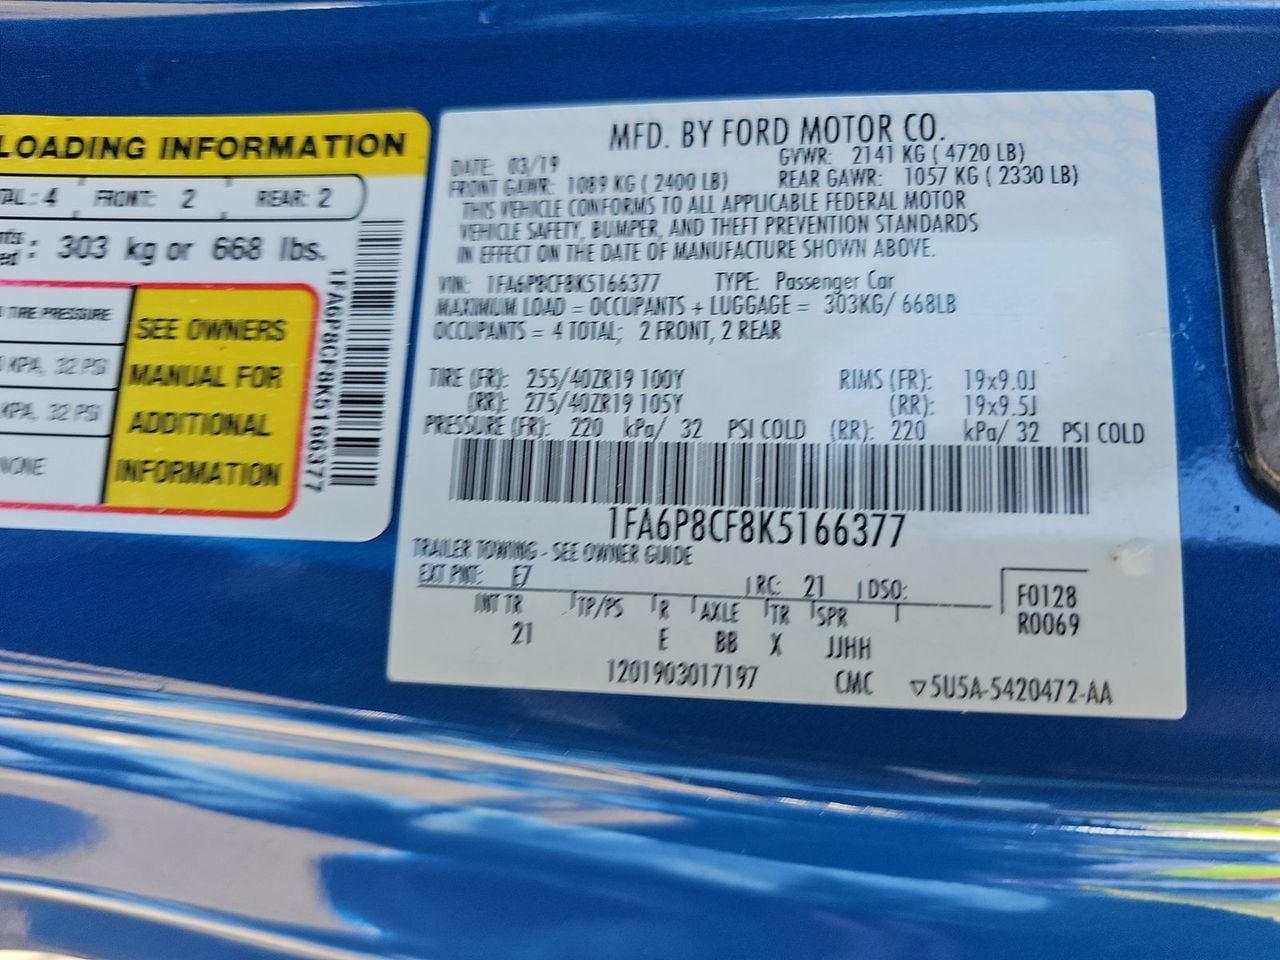 LOADING INFORMATION
TAL: 4 FRONT: 2 REAR: 2
303 kg or 668 lbs.
TIRE PRESSURE
KPA, 32 PSI
KPA, 32 PSI
NONE
SEE OWNERS
MANUAL FOR
ADDITIONAL
INFORMATION
1FA6P8CF8K5166377
MFD. BY FORD MOTOR CO.
DATE: 03/19 GVWR: 2141 KG ( 4720 LB)
FRONT GAWR: 1089 KG ( 2400 LB) REAR GAWR: 1057 KG ( 2330 LB)
THIS VEHICLE CONFORMS TO ALL APPLICABLE FEDERAL MOTOR
VEHICLE SAFETY, BUMPER, AND THEFT PREVENTION STANDARDS
IN EFFECT ON THE DATE OF MANUFACTURE SHOWN ABOVE.
VIN: 1FA6P8CF8K5166377 TYPE: Passenger Car
MAXIMUM LOAD = OCCUPANTS + LUGGAGE = 303KG/ 668LB
OCCUPANTS = 4 TOTAL; 2 FRONT, 2 REAR
TIRE (FR): 255/40ZR19 100Y RIMS (FR): 19x9.0J
(RR): 275/40ZR19 105Y (RR): 19x9.5J
PRESSURE (FR): 220 kPa/ 32 PSI COLD (RR): 220 kPa/ 32 PSI COLD
1FA6P8CF8K5166377
TRAILER TOWING - SEE OWNER GUIDE
EXT PNT: E7 RC: 21 DSO:
INT TR TP/PS R AXLE TR SPR
21 E BB X JJHH
F0128
R0069
1201903017197 CMC ▽5U5A-5420472-AA